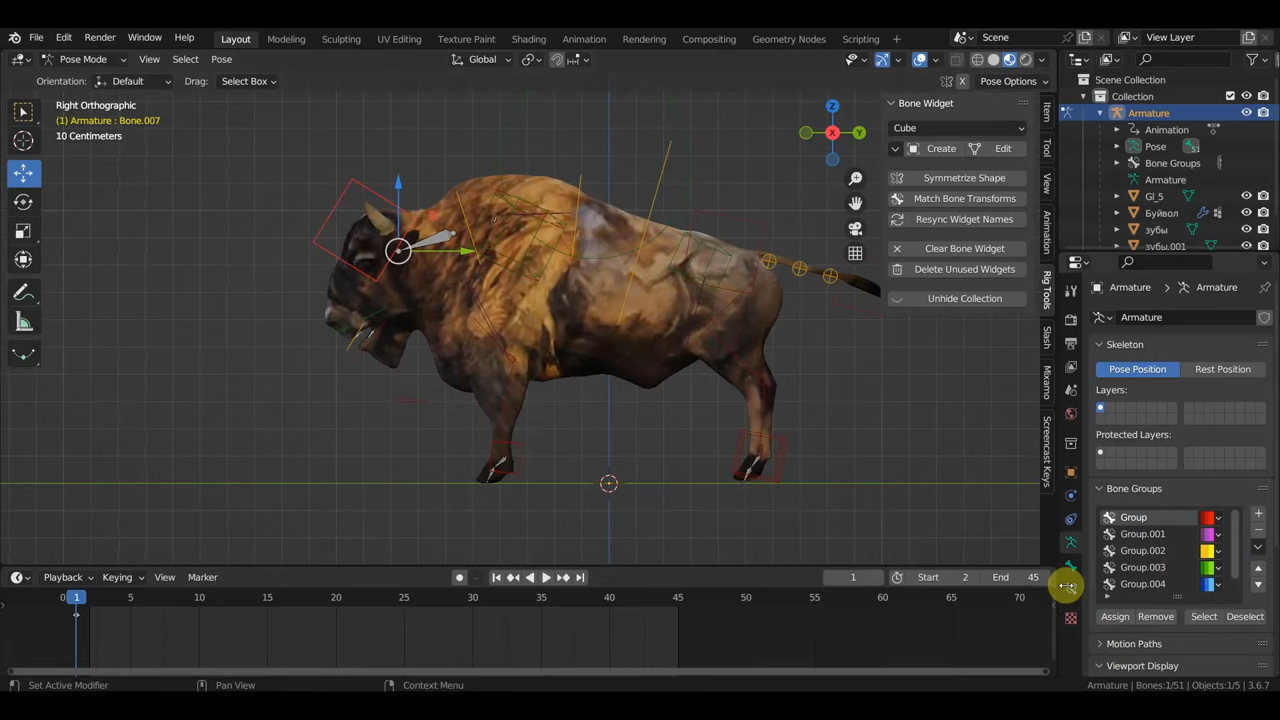 File Edit Render Window Help Layout Modeling Sculpting UV Editing Texture Paint Shading Animation Rendering Compositing Geometry Nodes Scripting + Scene View Layer
Pose Mode View Select Pose Global
Orientation: Default Drag: Select Box X Pose Options
Right Orthographic
(1) Armature : Bone.007
10 Centimeters
Z
X
Y
Item
Tool
View
Animation
Rig Tools
Slash
Mixamo
Screencast Keys
Bone Widget
Cube
Create Edit
Symmetrize Shape
Match Bone Transforms
Resync Widget Names
Clear Bone Widget
Delete Unused Widgets
Unhide Collection
Scene Collection
Collection
Armature
Animation
Pose 51
Bone Groups
Armature
Gl_5
Буйвол
зубы
зубы.001
Armature > Armature
Armature
Skeleton
Pose Position Rest Position
Layers:
Protected Layers:
Bone Groups
Group
Group.001
Group.002
Group.003
Group.004
Assign Remove Select Deselect
Motion Paths
Viewport Display
Playback Keying View Marker 1 Start 2 End 45
0 1 5 10 15 20 25 30 35 40 45 50 55 60 65 70
Set Active Modifier Pan View Context Menu Armature | Bones:1/51 | Objects:1/5 | 3.6.7